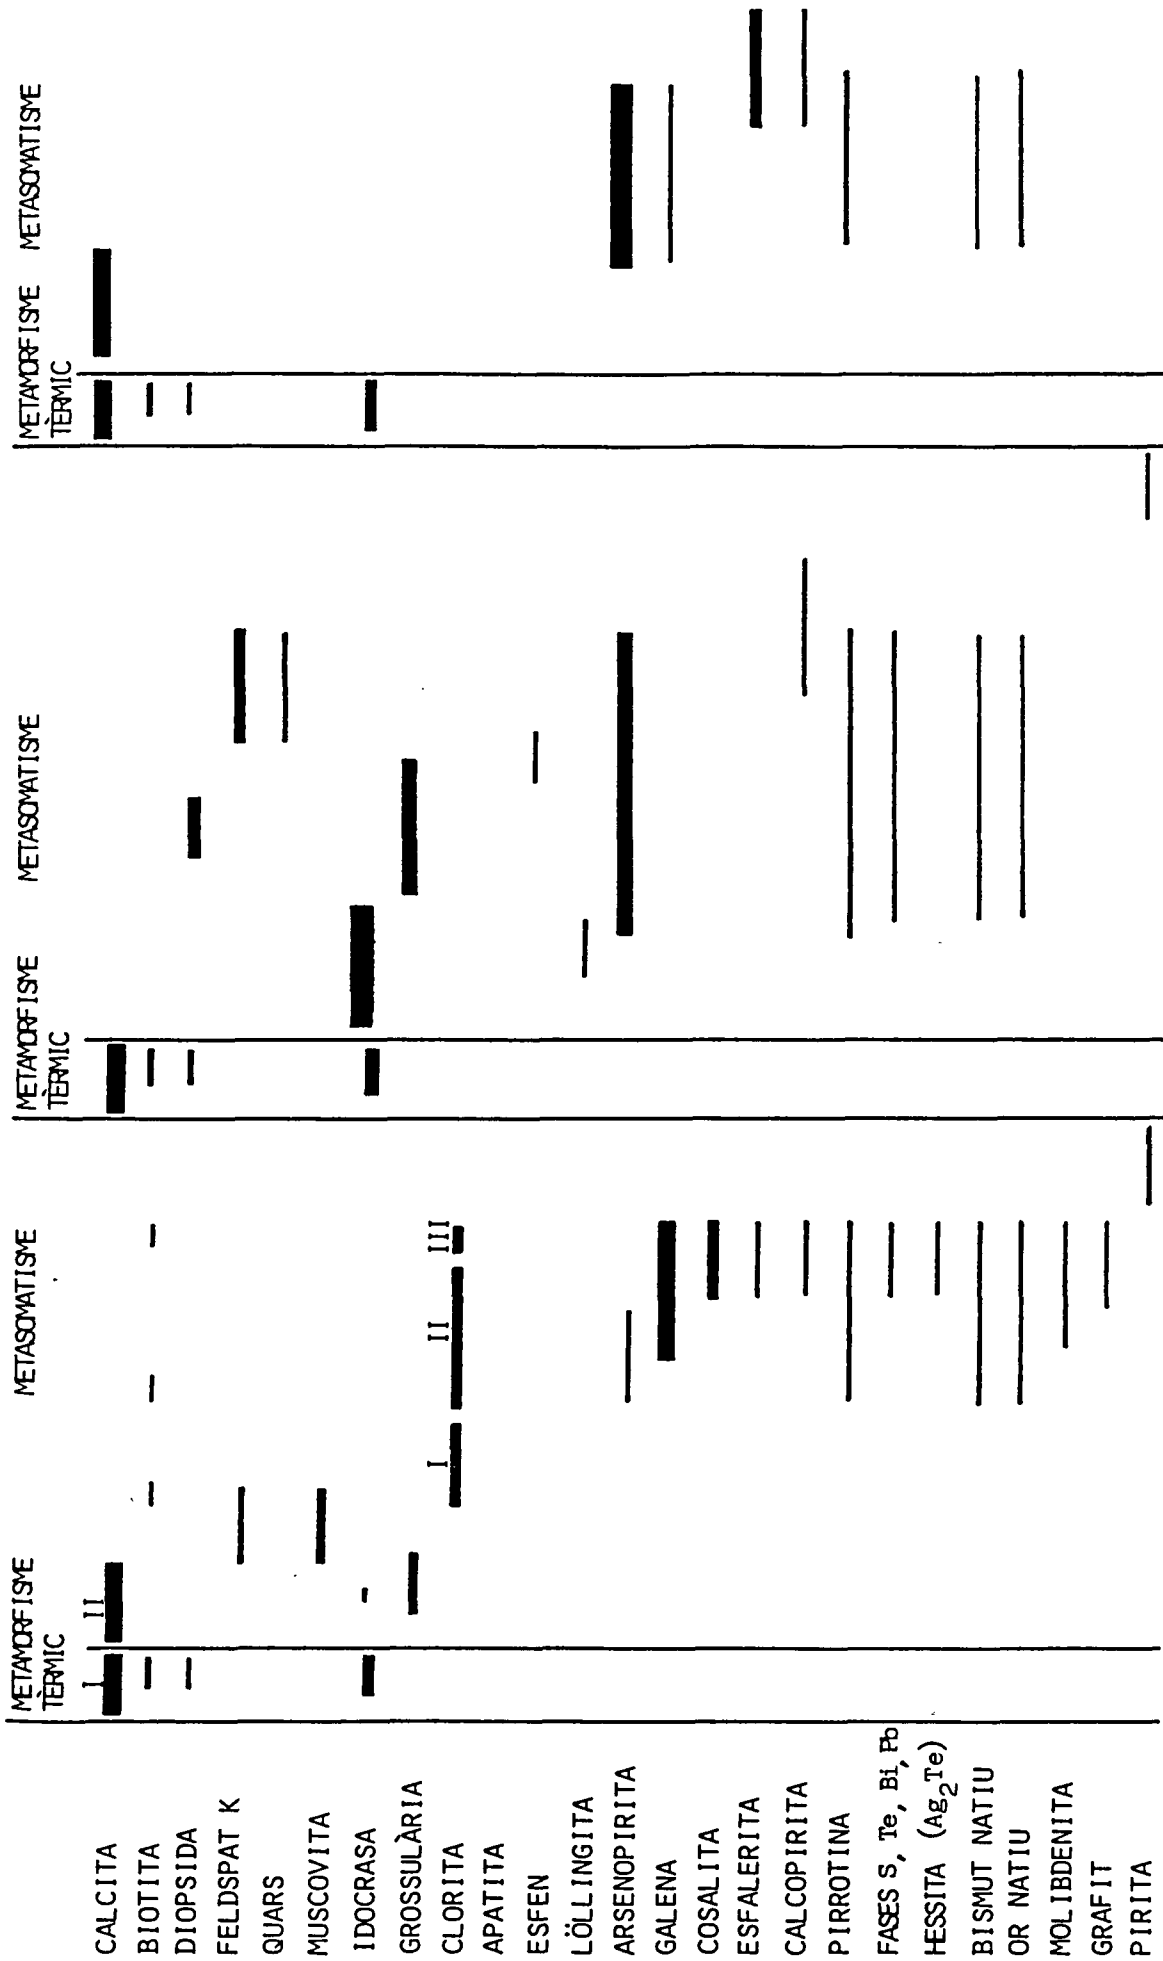 METAMORFISME METASOMATISME
TÈRMIC
METAMORFISME METASOMATISME
TÈRMIC
METAMORFISME METASOMATISME
TÈRMIC
I II
CALCITA
BIOTITA
DIOPSIDA
FELDSPAT K
QUARS
MUSCOVITA
IDOCRASA
GROSSULÀRIA
I II III
CLORITA
APATITA
ESFEN
LÖLLINGITA
ARSENOPIRITA
GALENA
COSALITA
ESFALERITA
CALCOPIRITA
PIRROTINA
FASES S, Te, Bi, Pb
HESSITA (Ag₂Te)
BISMUT NATIU
OR NATIU
MOLIBDENITA
GRAFIT
PIRITA